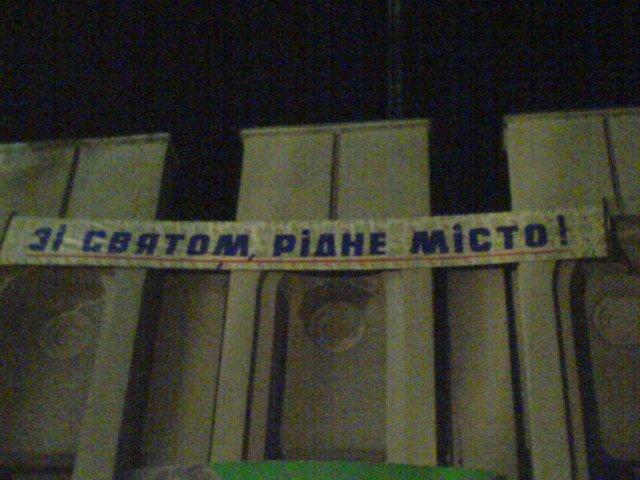 Зі святом, рідне місто!